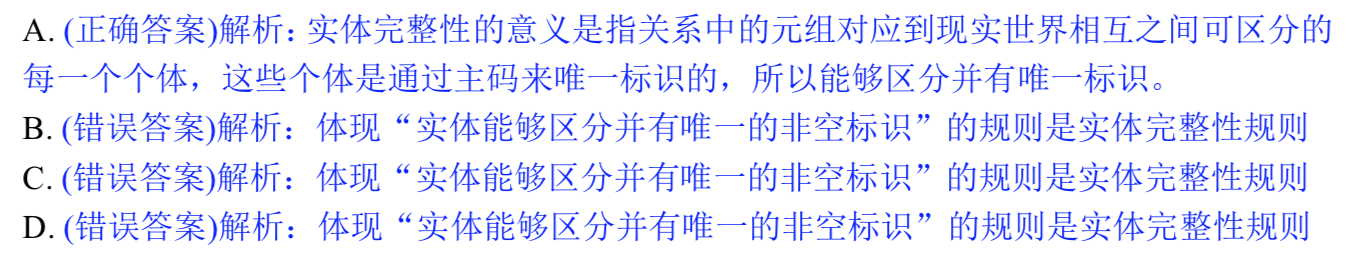 A. (正确答案)解析：实体完整性的意义是指关系中的元组对应到现实世界相互之间可区分的
每一个个体，这些个体是通过主码来唯一标识的，所以能够区分并有唯一标识。
B. (错误答案)解析：体现“实体能够区分并有唯一的非空标识”的规则是实体完整性规则
C. (错误答案)解析：体现“实体能够区分并有唯一的非空标识”的规则是实体完整性规则
D. (错误答案)解析：体现“实体能够区分并有唯一的非空标识”的规则是实体完整性规则